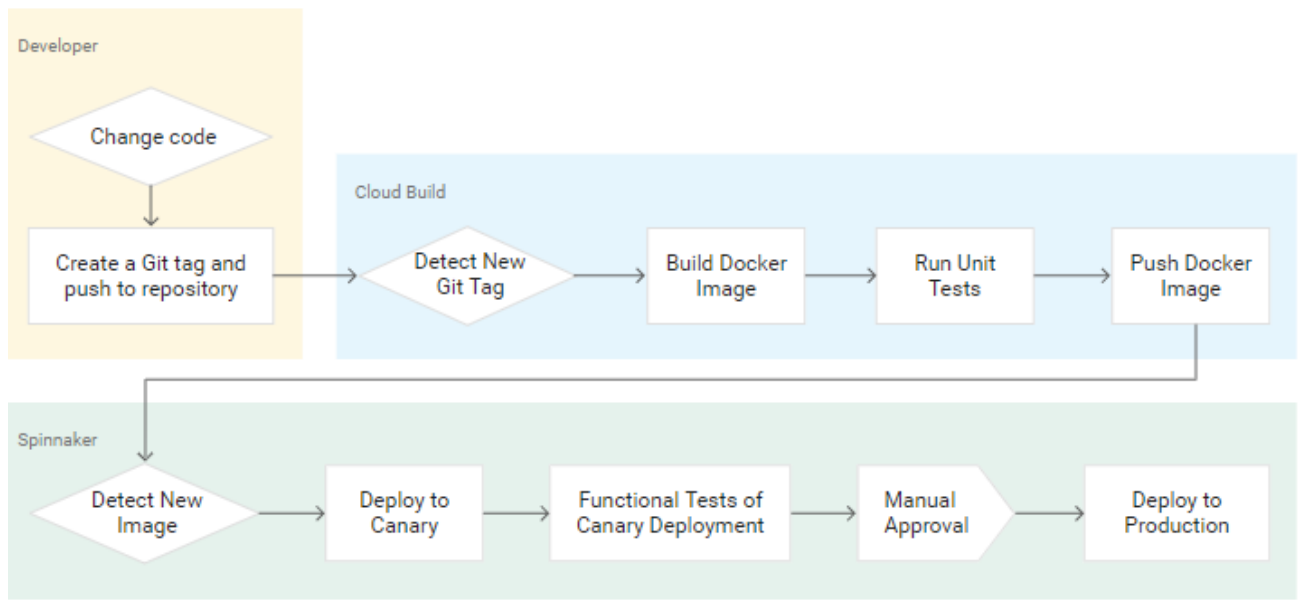 Developer
Change code
Create a Git tag and
push to repository
Cloud Build
Detect New
Git Tag
Build Docker
Image
Run Unit
Tests
Push Docker
Image
Spinnaker
Detect New
Image
Deploy to
Canary
Functional Tests of
Canary Deployment
Manual
Approval
Deploy to
Production